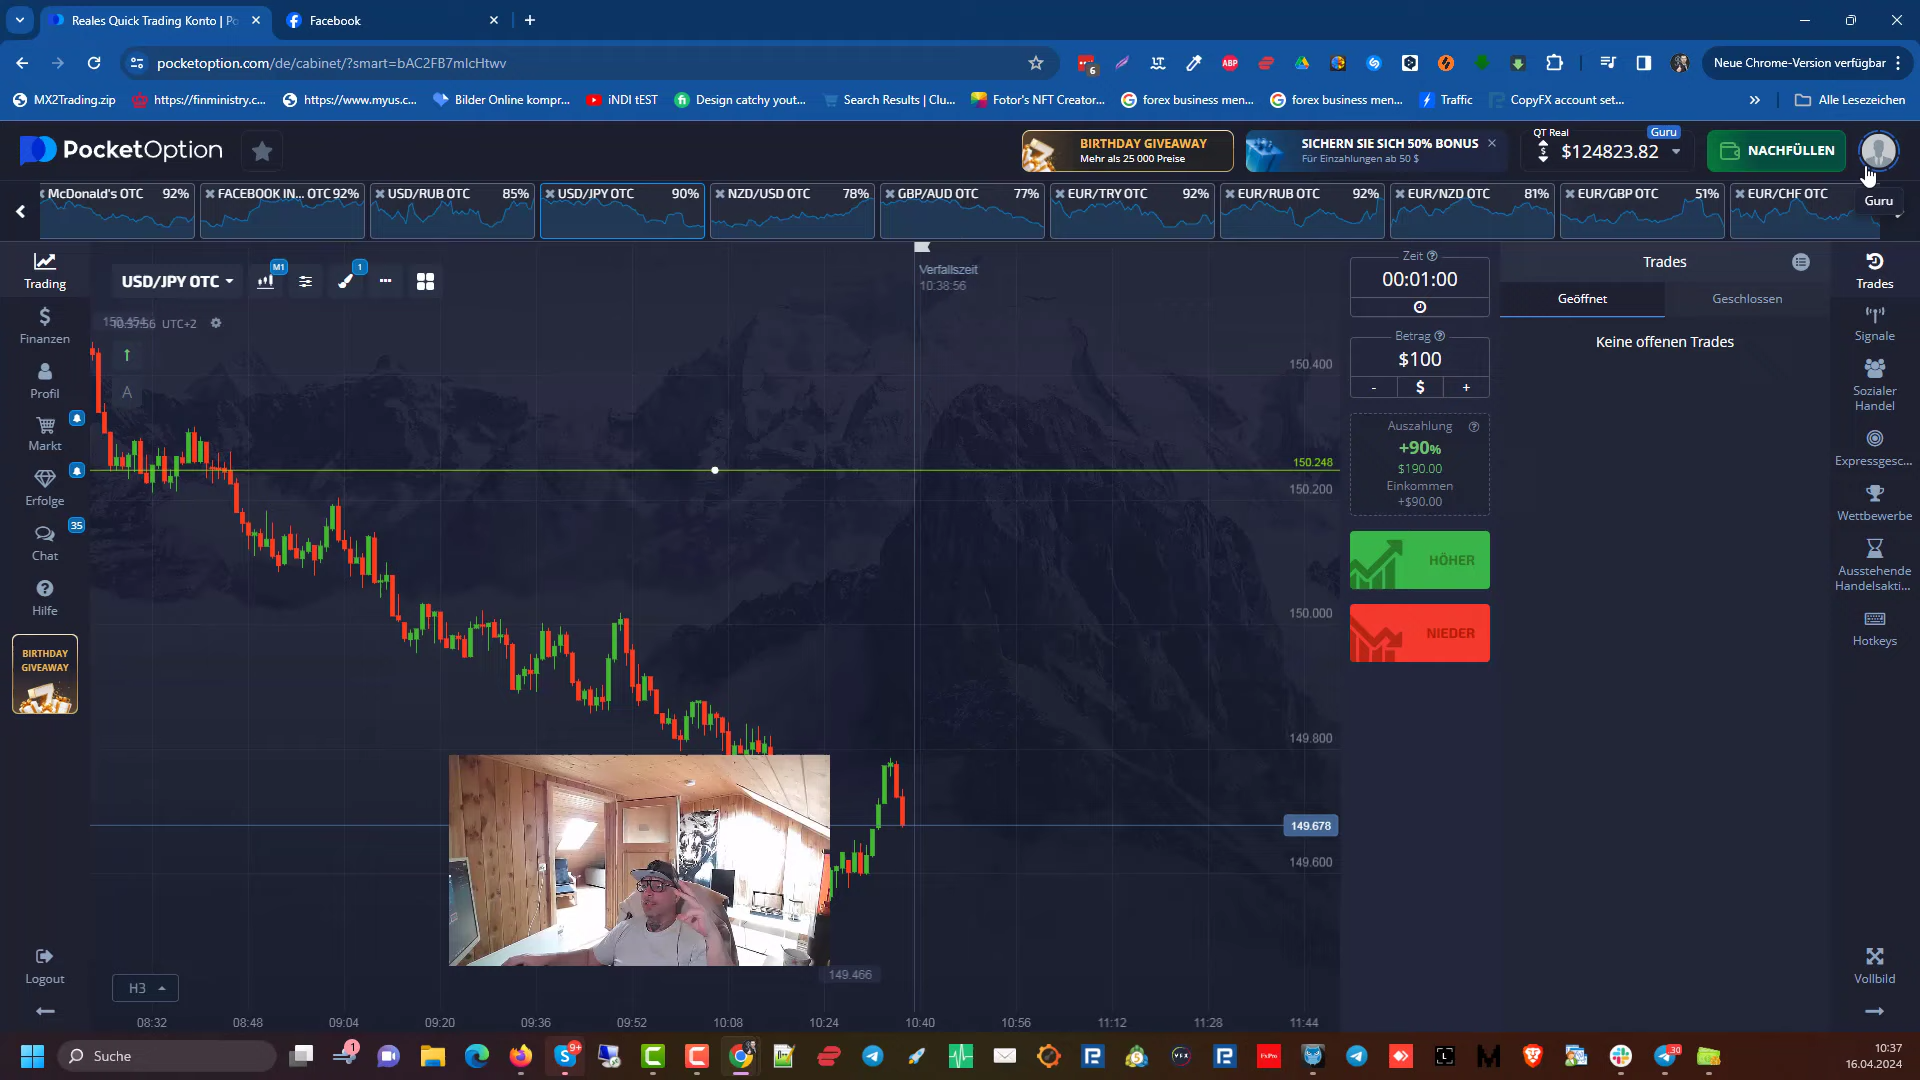 Reales Quick Trading Konto | Po
Facebook
pocketoption.com/de/cabinet/?smart=bAC2FB7mlcHtwv
6
ABP
Neue Chrome-Version verfügbar
MX2Trading.zip
https://finministry.c...
https://www.myus.c...
Bilder Online kompr...
iNDI tEST
Design catchy yout...
Search Results | Clu...
Fotor's NFT Creator...
forex business men...
forex business men...
Traffic
CopyFX account set...
Alle Lesezeichen
PocketOption
BIRTHDAY GIVEAWAY
Mehr als 25 000 Preise
SICHERN SIE SICH 50% BONUS
Für Einzahlungen ab 50 $
QT Real
Guru
$124823.82
NACHFÜLLEN
Guru
McDonald's OTC 92%
FACEBOOK IN... OTC 92%
USD/RUB OTC 85%
USD/JPY OTC 90%
NZD/USD OTC 78%
GBP/AUD OTC 77%
EUR/TRY OTC 92%
EUR/RUB OTC 92%
EUR/NZD OTC 81%
EUR/GBP OTC 51%
EUR/CHF OTC
Trading
Finanzen
Profil
Markt
Erfolge
35
Chat
Hilfe
BIRTHDAY
GIVEAWAY
Logout
USD/JPY OTC
M1
1
10:37:56 UTC+2
A
Verfallszeit
10:38:56
150.400
150.248
150.200
150.000
149.800
149.678
149.600
149.466
H3
08:32
08:48
09:04
09:20
09:36
09:52
10:08
10:24
10:40
10:56
11:12
11:28
11:44
Zeit
00:01:00
Betrag
$100
- $ +
Auszahlung
+90%
$190.00
Einkommen
+$90.00
HÖHER
NIEDER
Trades
Geöffnet
Geschlossen
Keine offenen Trades
Trades
Signale
Sozialer
Handel
Expressgesc...
Wettbewerbe
Ausstehende
Handelsakti...
Hotkeys
Vollbild
Suche
1
9+
FxPro
30
10:37
16.04.2024